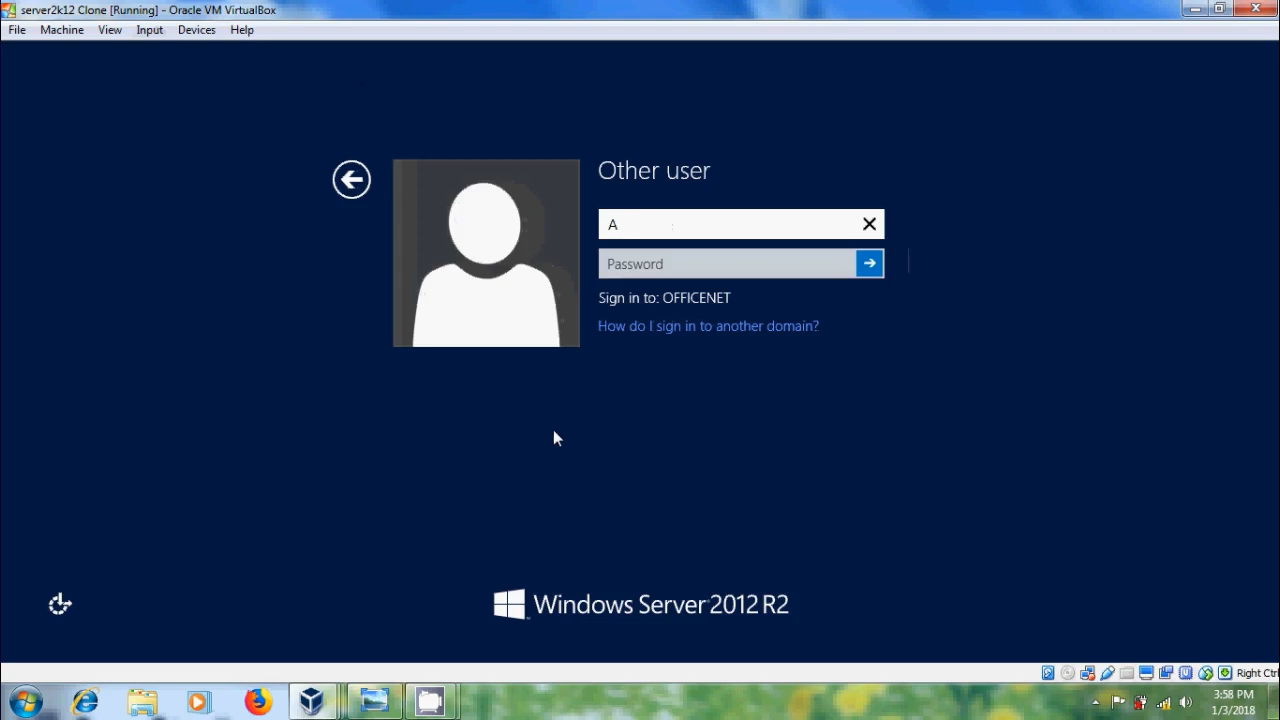 server2k12 Clone [Running] - Oracle VM VirtualBox
File Machine View Input Devices Help
Other user
A
Password
Sign in to: OFFICENET
How do I sign in to another domain?
Windows Server 2012 R2
Right Ctrl
3:58 PM
1/3/2018